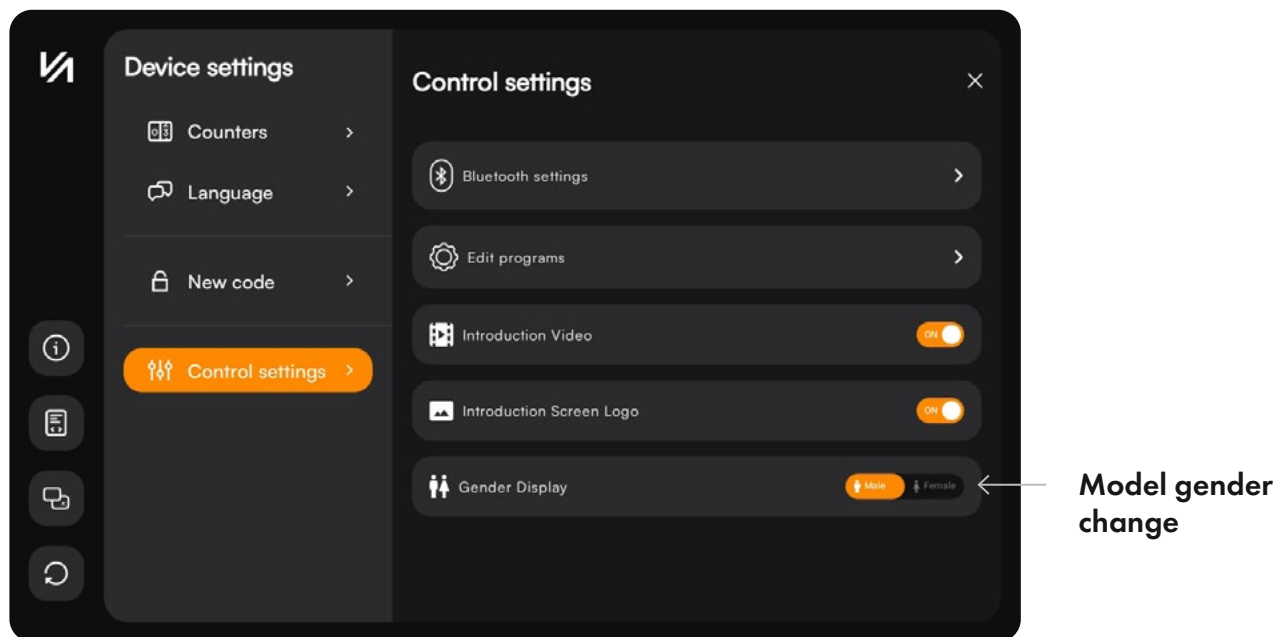 Device settings
Counters
Language
New code
Control settings
Control settings
Bluetooth settings
Edit programs
Introduction Video
ON
Introduction Screen Logo
ON
Gender Display
Male
Female
Model gender
change